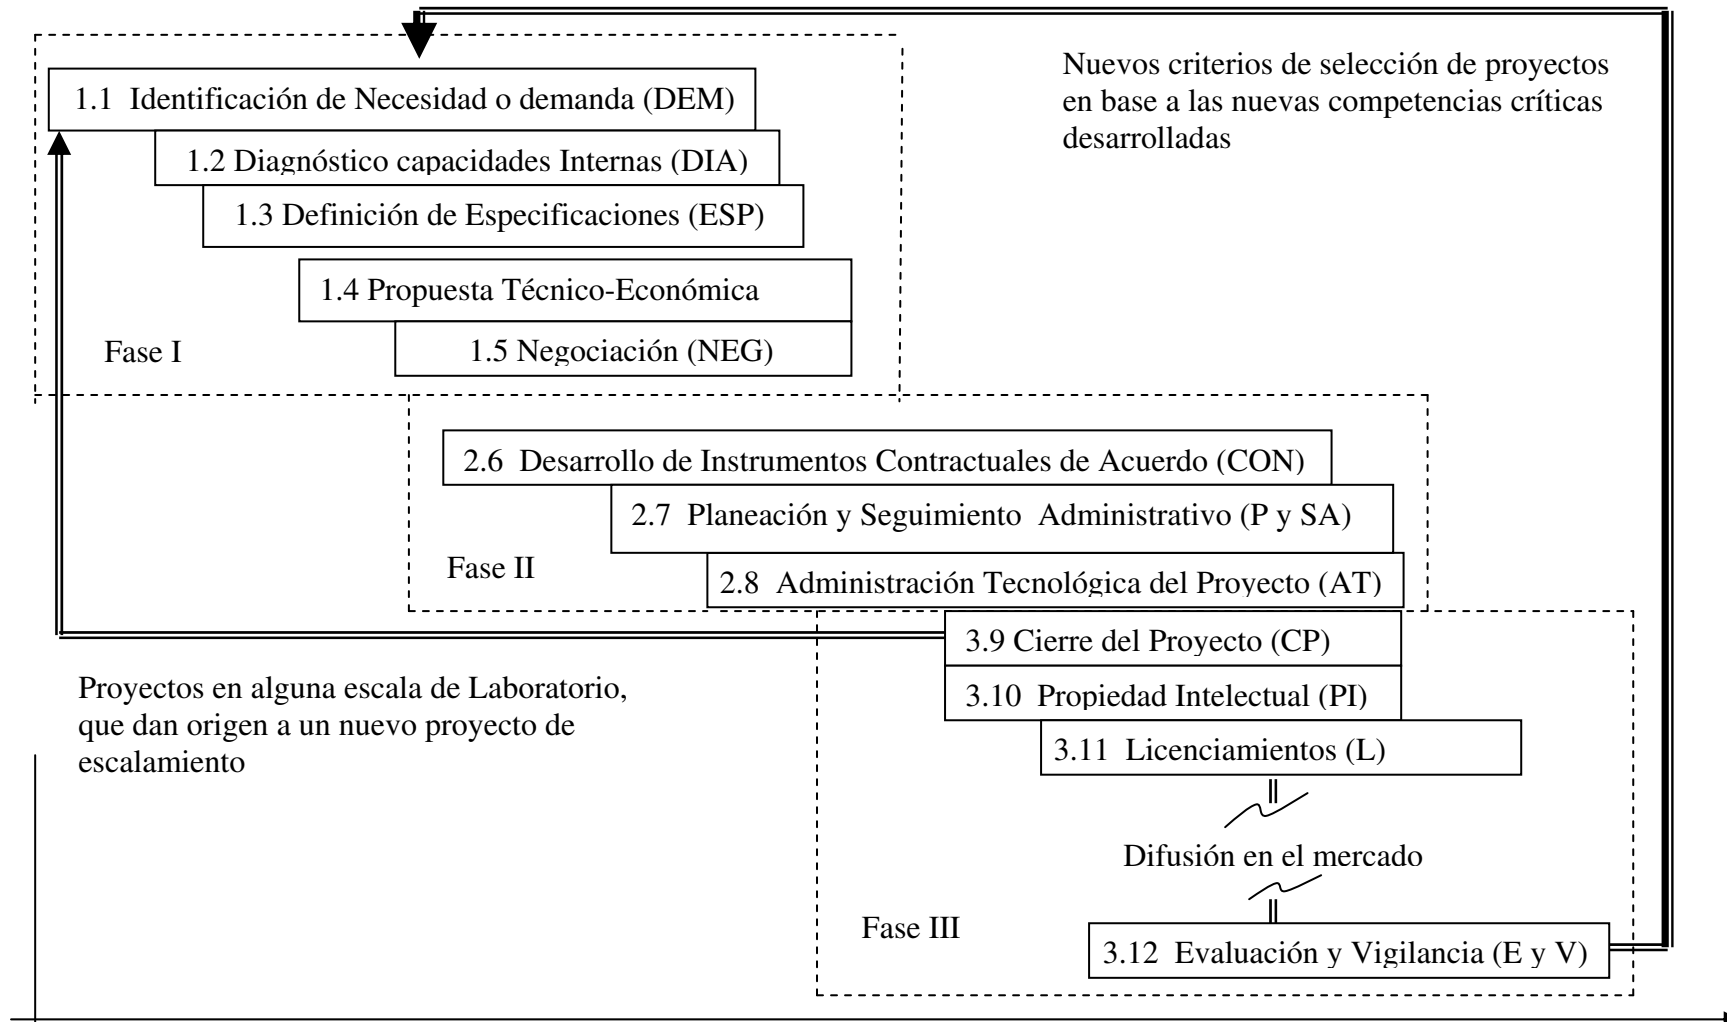 Nuevos criterios de selección de proyectos
en base a las nuevas competencias críticas
desarrolladas
1.1 Identificación de Necesidad o demanda (DEM)
1.2 Diagnóstico capacidades Internas (DIA)
1.3 Definición de Especificaciones (ESP)
1.4 Propuesta Técnico-Económica
1.5 Negociación (NEG)
Fase I
2.6 Desarrollo de Instrumentos Contractuales de Acuerdo (CON)
2.7 Planeación y Seguimiento Administrativo (P y SA)
Fase II
2.8 Administración Tecnológica del Proyecto (AT)
3.9 Cierre del Proyecto (CP)
3.10 Propiedad Intelectual (PI)
Proyectos en alguna escala de Laboratorio,
que dan origen a un nuevo proyecto de
escalamiento
3.11 Licenciamientos (L)
Difusión en el mercado
Fase III
3.12 Evaluación y Vigilancia (E y V)